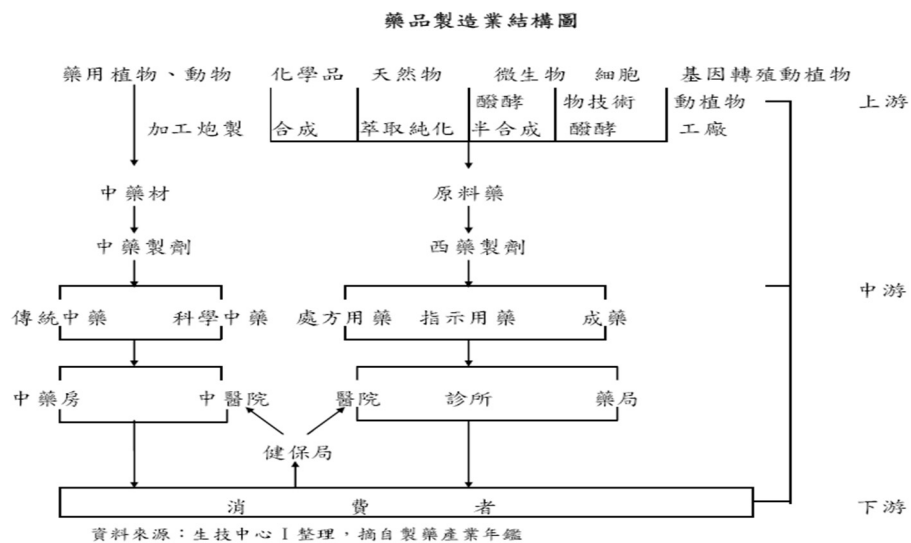 藥品製造業結構圖
藥用植物、動物 化學品 天然物 微生物 細胞 基因轉殖動植物
醱酵 物技術 動植物 上游
加工炮製 合成 萃取純化 半合成 醱酵 工廠
中藥材 原料藥
中藥製劑 西藥製劑
中游
傳統中藥 科學中藥 處方用藥 指示用藥 成藥
中藥房 中醫院 醫院 診所 藥局
健保局
消費者 下游
資料來源：生技中心I整理，摘自製藥產業年鑑